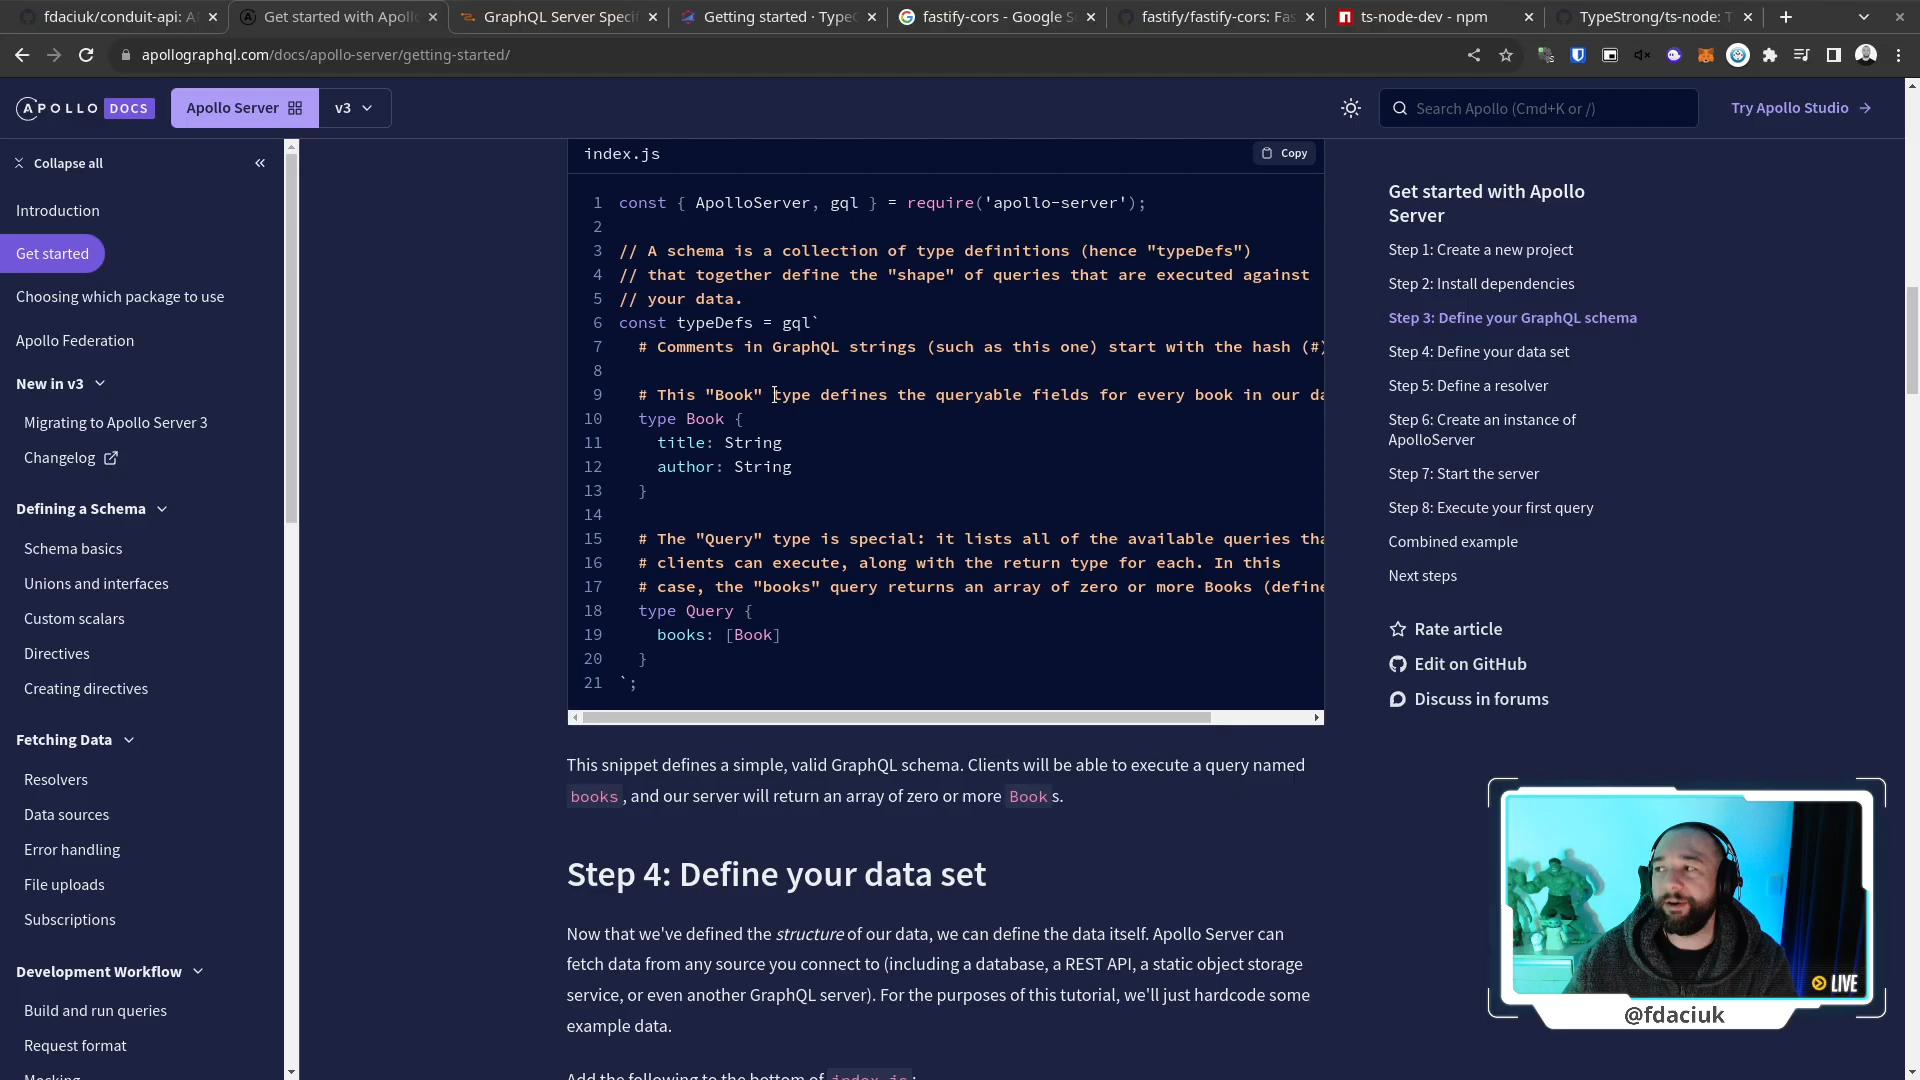 fdaciuk/conduit-api: A
Get started with Apoll
GraphQL Server Specif
Getting started · TypeG
fastify-cors - Google S
fastify/fastify-cors: Fas
ts-node-dev - npm
TypeStrong/ts-node: T
apollographql.com/docs/apollo-server/getting-started/
APOLLO DOCS
Apollo Server
v3
Search Apollo (Cmd+K or /)
Try Apollo Studio
Collapse all
Introduction
Get started
Choosing which package to use
Apollo Federation
New in v3
Migrating to Apollo Server 3
Changelog
Defining a Schema
Schema basics
Unions and interfaces
Custom scalars
Directives
Creating directives
Fetching Data
Resolvers
Data sources
Error handling
File uploads
Subscriptions
Development Workflow
Build and run queries
Request format
index.js
Copy
1 const { ApolloServer, gql } = require('apollo-server');
2
3 // A schema is a collection of type definitions (hence "typeDefs")
4 // that together define the "shape" of queries that are executed against
5 // your data.
6 const typeDefs = gql`
7 # Comments in GraphQL strings (such as this one) start with the hash (#)
8
9 # This "Book" type defines the queryable fields for every book in our da
10 type Book {
11 title: String
12 author: String
13 }
14
15 # The "Query" type is special: it lists all of the available queries tha
16 # clients can execute, along with the return type for each. In this
17 # case, the "books" query returns an array of zero or more Books (define
18 type Query {
19 books: [Book]
20 }
21 `;
This snippet defines a simple, valid GraphQL schema. Clients will be able to execute a query named
books, and our server will return an array of zero or more Books.
Step 4: Define your data set
Now that we've defined the structure of our data, we can define the data itself. Apollo Server can
fetch data from any source you connect to (including a database, a REST API, a static object storage
service, or even another GraphQL server). For the purposes of this tutorial, we'll just hardcode some
example data.
Add the following to the bottom of index.js:
Get started with Apollo
Server
Step 1: Create a new project
Step 2: Install dependencies
Step 3: Define your GraphQL schema
Step 4: Define your data set
Step 5: Define a resolver
Step 6: Create an instance of
ApolloServer
Step 7: Start the server
Step 8: Execute your first query
Combined example
Next steps
Rate article
Edit on GitHub
Discuss in forums
LIVE
@fdaciuk